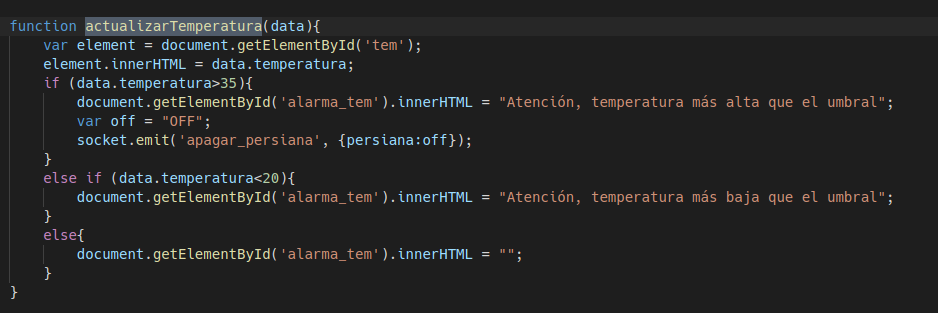 function actualizarTemperatura(data){
    var element = document.getElementById('tem');
    element.innerHTML = data.temperatura;
    if (data.temperatura>35){
        document.getElementById('alarma_tem').innerHTML = "Atención, temperatura más alta que el umbral";
        var off = "OFF";
        socket.emit('apagar_persiana', {persiana:off});
    }
    else if (data.temperatura<20){
        document.getElementById('alarma_tem').innerHTML = "Atención, temperatura más baja que el umbral";
    }
    else{
        document.getElementById('alarma_tem').innerHTML = "";
    }
}